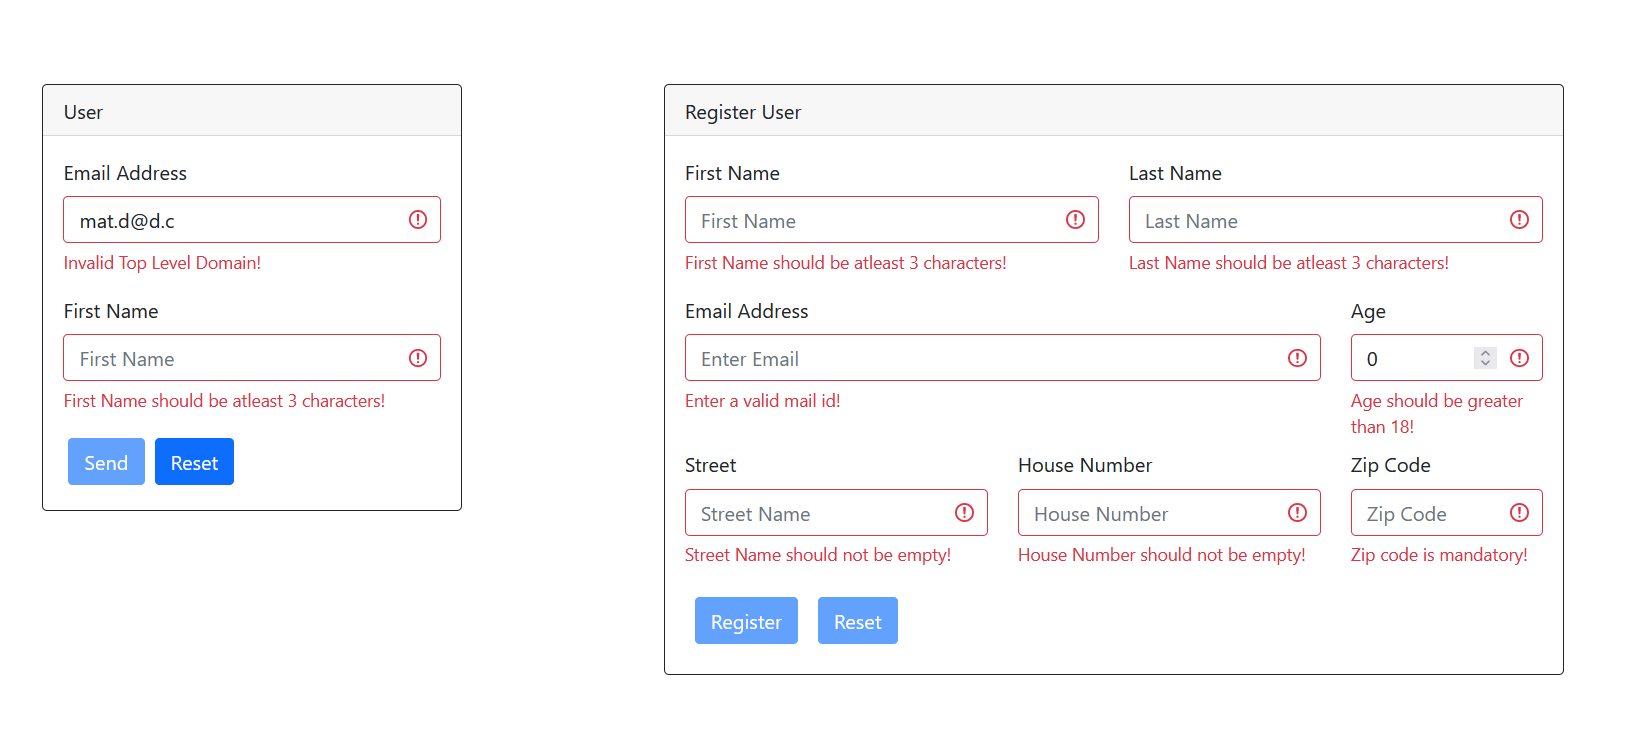 User
Email Address
mat.d@d.c
Invalid Top Level Domain!
First Name
First Name
First Name should be atleast 3 characters!
Send Reset
Register User
First Name Last Name
First Name Last Name
First Name should be atleast 3 characters! Last Name should be atleast 3 characters!
Email Address Age
Enter Email 0
Enter a valid mail id! Age should be greater
than 18!
Street House Number Zip Code
Street Name House Number Zip Code
Street Name should not be empty! House Number should not be empty! Zip code is mandatory!
Register Reset